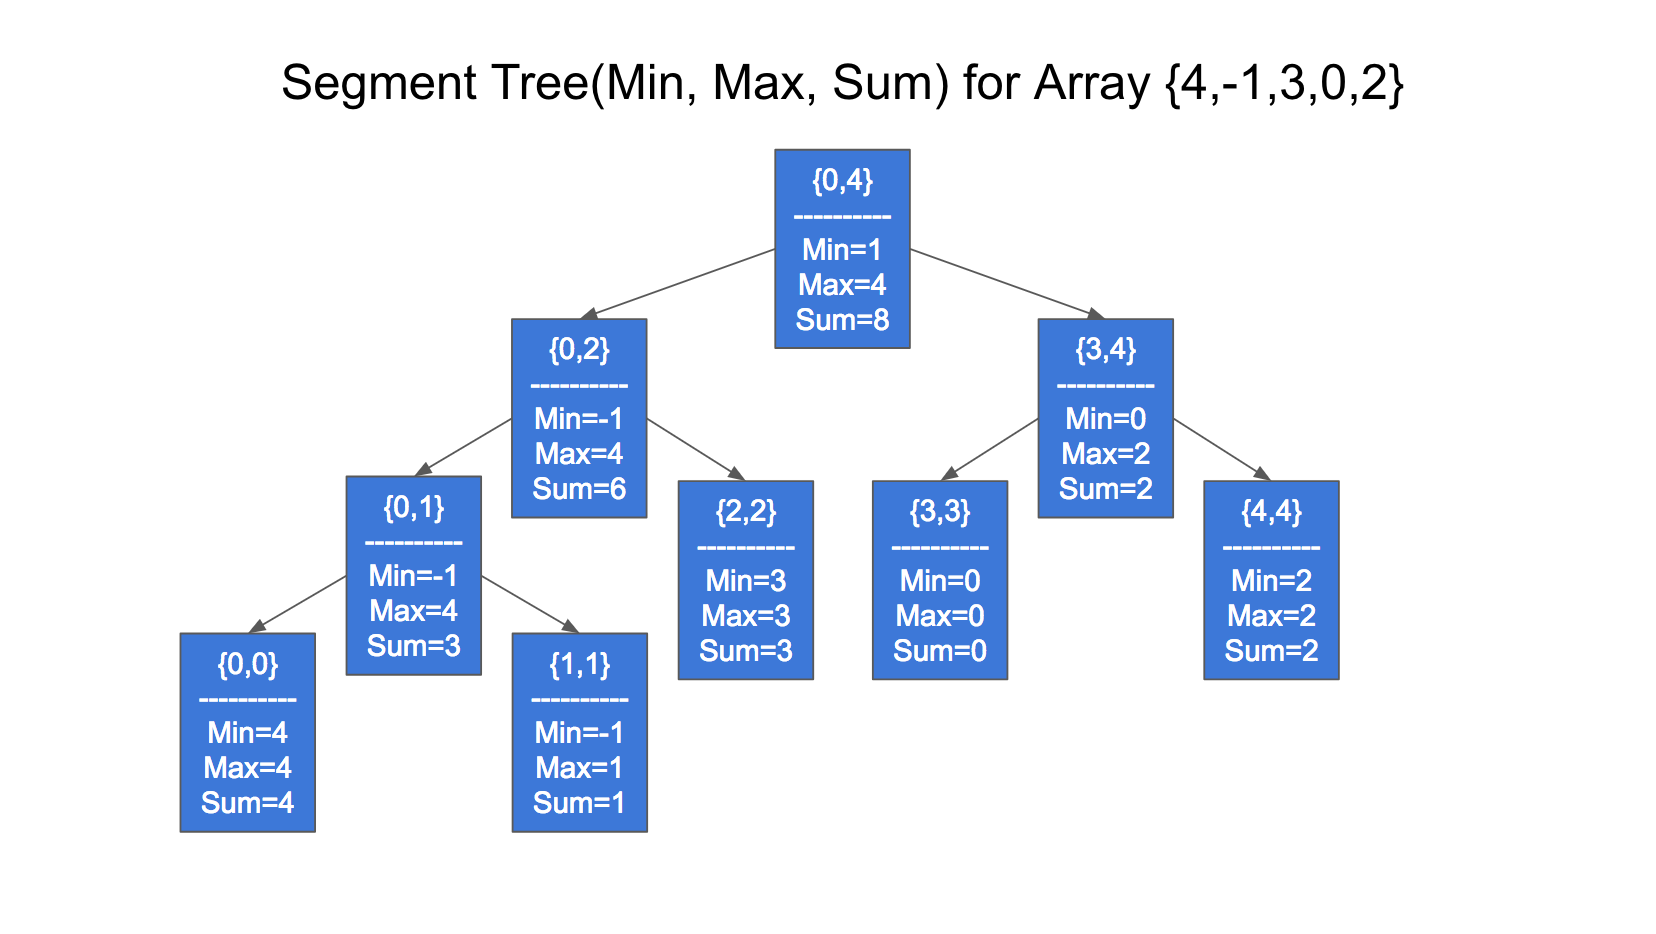 Segment Tree(Min, Max, Sum) for Array {4,-1,3,0,2}
{0,4}
----------
Min=1
Max=4
Sum=8
{0,2}
----------
Min=-1
Max=4
Sum=6
{3,4}
----------
Min=0
Max=2
Sum=2
{0,1}
----------
Min=-1
Max=4
Sum=3
{2,2}
----------
Min=3
Max=3
Sum=3
{3,3}
----------
Min=0
Max=0
Sum=0
{4,4}
----------
Min=2
Max=2
Sum=2
{0,0}
----------
Min=4
Max=4
Sum=4
{1,1}
----------
Min=-1
Max=1
Sum=1